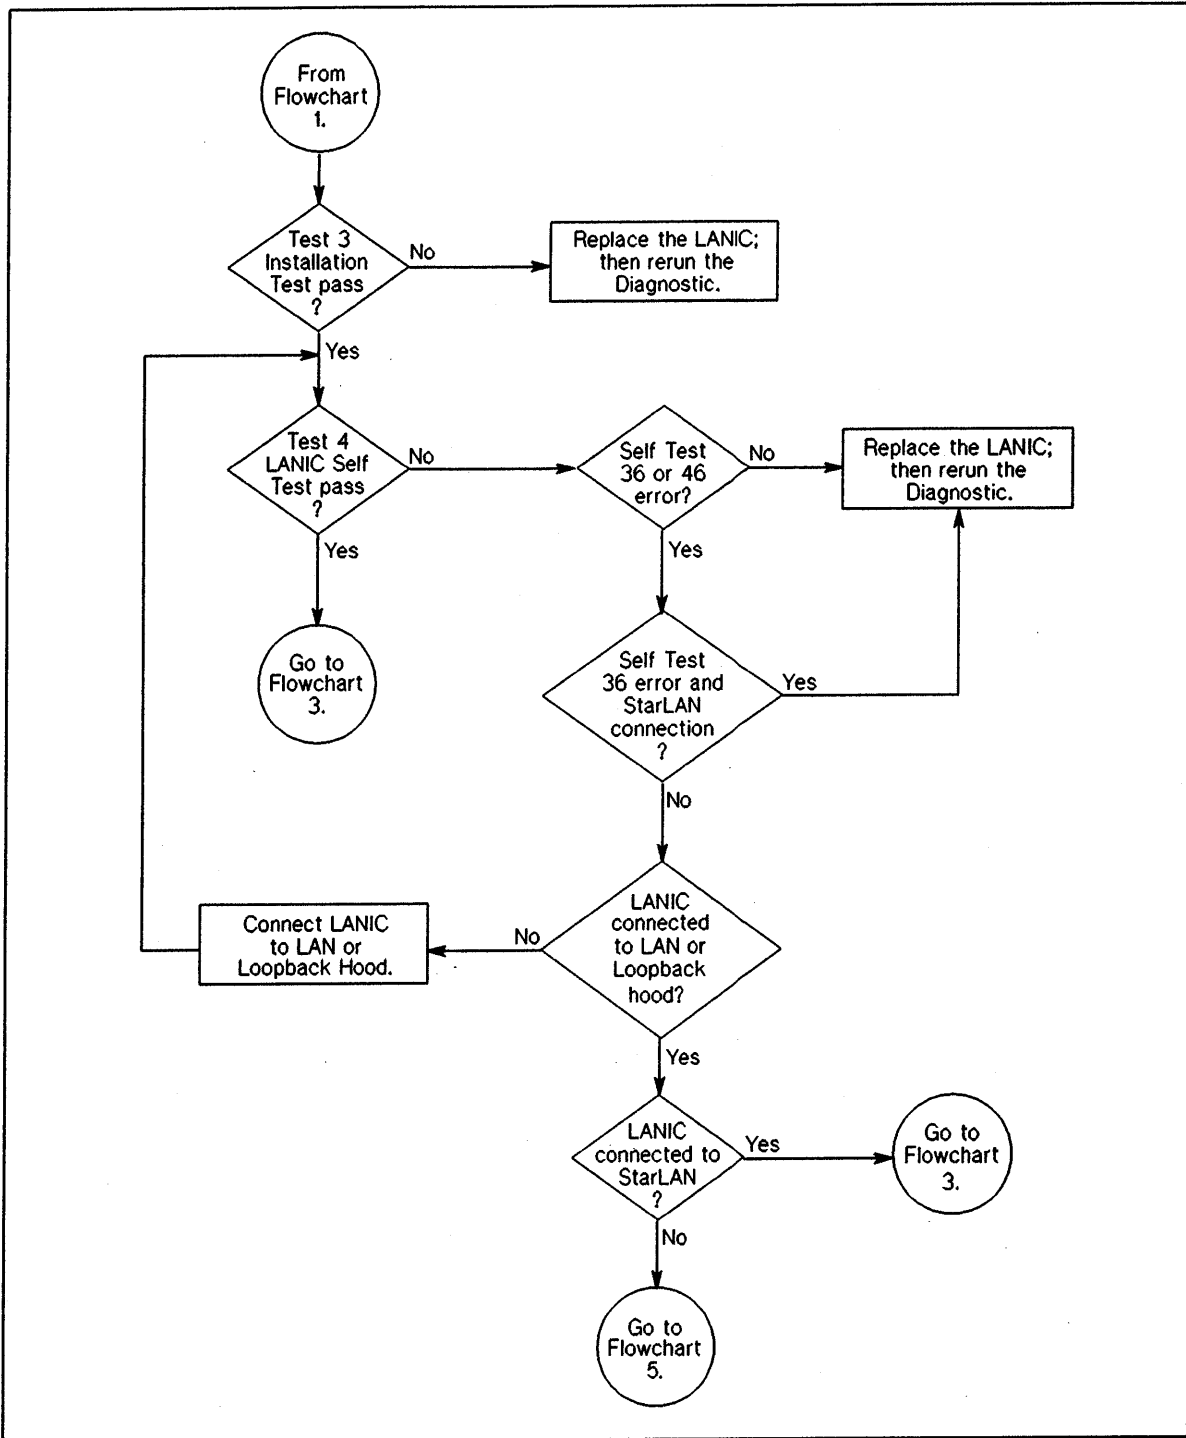 From
Flowchart
1.
Test 3
Installation
Test pass
?
No
Replace the LANIC;
then rerun the
Diagnostic.
Yes
Test 4
LANIC Self
Test pass
?
No
Self Test
36 or 46
error?
No
Replace the LANIC;
then rerun the
Diagnostic.
Yes
Yes
Go to
Flowchart
3.
Self Test
36 error and
StarLAN
connection
?
Yes
No
LANIC
connected
to LAN or
Loopback
hood?
No
Connect LANIC
to LAN or
Loopback Hood.
Yes
LANIC
connected to
StarLAN
?
Yes
Go to
Flowchart
3.
No
Go to
Flowchart
5.